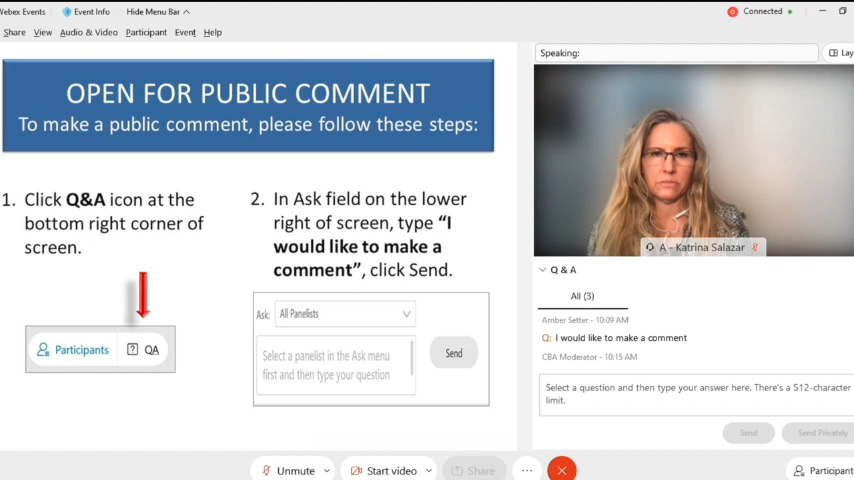 Webex Events
Event Info
Hide Menu Bar
Connected
Share View Audio & Video Participant Event Help
OPEN FOR PUBLIC COMMENT
To make a public comment, please follow these steps:
1. Click Q&A icon at the
bottom right corner of
screen.
Participants
? QA
2. In Ask field on the lower
right of screen, type “I
would like to make a
comment”, click Send.
Ask: All Panelists
Select a panelist in the Ask menu
first and then type your question
Send
Speaking:
Lay
A - Katrina Salazar
Q & A
All (3)
Amber Setter - 10:09 AM
Q: I would like to make a comment
CBA Moderator - 10:15 AM
Select a question and then type your answer here. There's a 512-character
limit.
Send
Send Privately
Unmute
Start video
Share
Participant